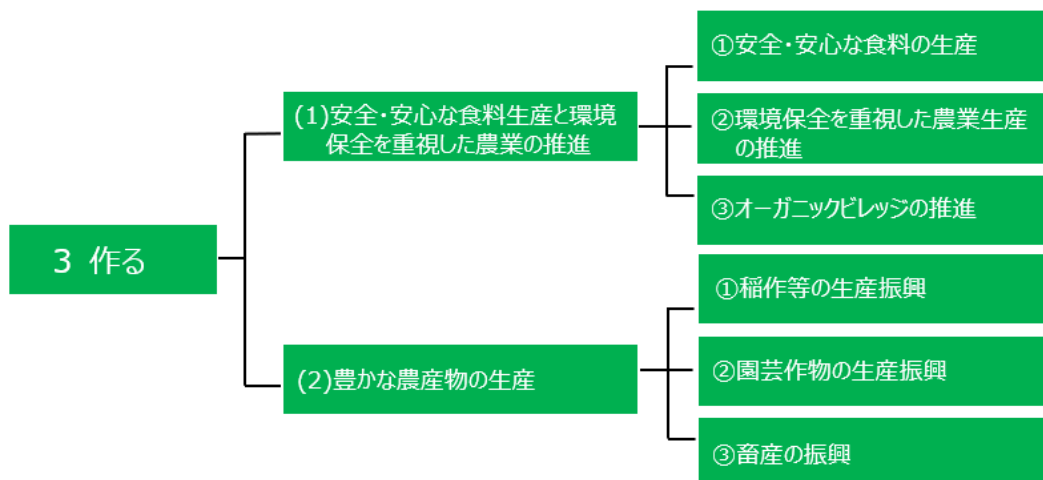 3 作る
(1)安全・安心な食料生産と環境
保全を重視した農業の推進
①安全・安心な食料の生産
②環境保全を重視した農業生産
の推進
③オーガニックビレッジの推進
(2)豊かな農産物の生産
①稲作等の生産振興
②園芸作物の生産振興
③畜産の振興